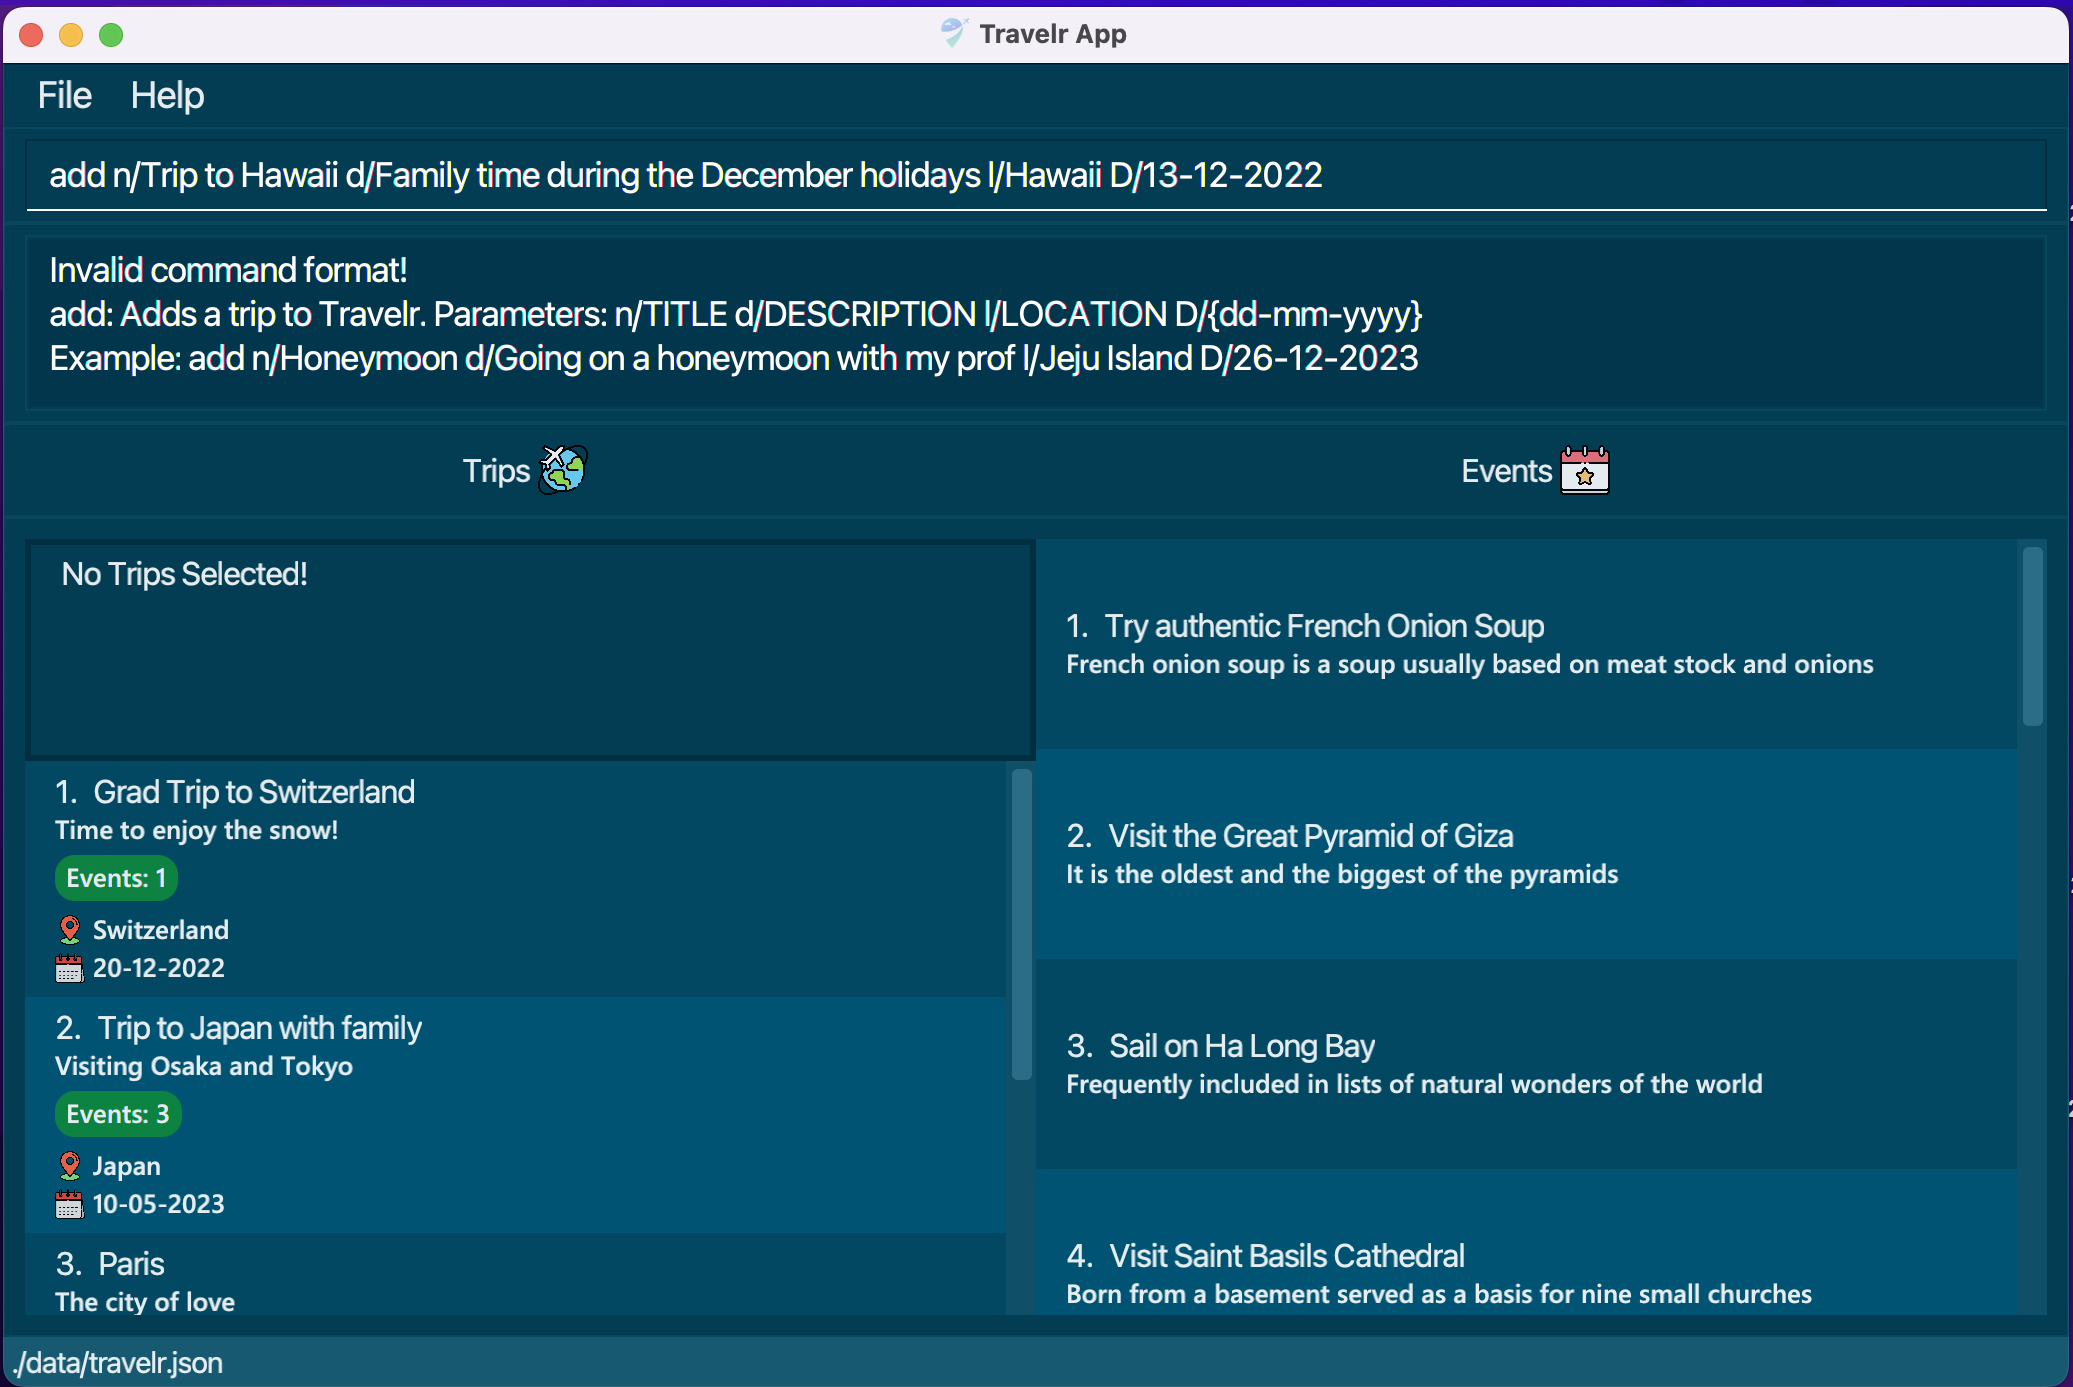 Travelr App
File Help
add n/Trip to Hawaii d/Family time during the December holidays l/Hawaii D/13-12-2022
Invalid command format!
add: Adds a trip to Travelr. Parameters: n/TITLE d/DESCRIPTION l/LOCATION D/{dd-mm-yyyy}
Example: add n/Honeymoon d/Going on a honeymoon with my prof l/Jeju Island D/26-12-2023
Trips
No Trips Selected!
1. Grad Trip to Switzerland
Time to enjoy the snow!
Events: 1
Switzerland
20-12-2022
2. Trip to Japan with family
Visiting Osaka and Tokyo
Events: 3
Japan
10-05-2023
3. Paris
The city of love
Events
1. Try authentic French Onion Soup
French onion soup is a soup usually based on meat stock and onions
2. Visit the Great Pyramid of Giza
It is the oldest and the biggest of the pyramids
3. Sail on Ha Long Bay
Frequently included in lists of natural wonders of the world
4. Visit Saint Basils Cathedral
Born from a basement served as a basis for nine small churches
./data/travelr.json